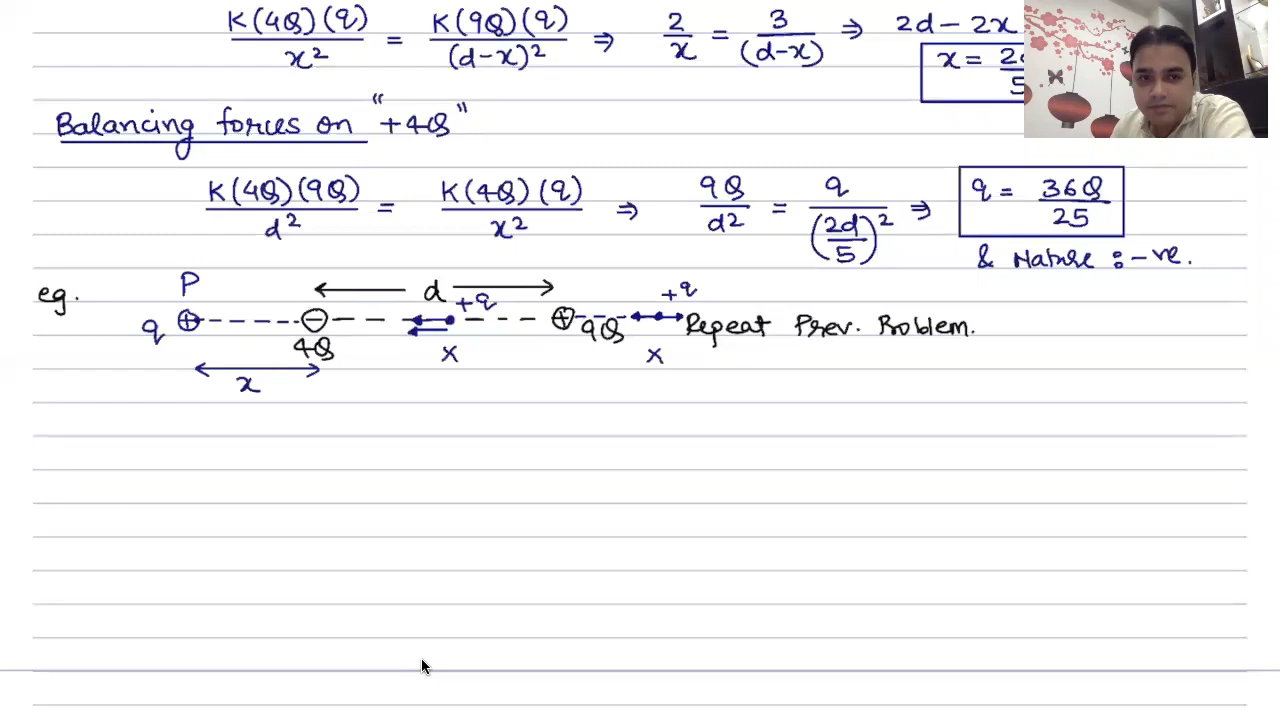 K(4Q)(q) / x² = K(9Q)(q) / (d-x)² ⇒ 2/x = 3/(d-x) ⇒ 2d - 2x
x = 2
5
Balancing forces on "+4Q"
K(4Q)(9Q) / d² = K(4Q)(q) / x² ⇒ 9Q / d2 = q / (2d/5)² ⇒ q = 36Q / 25
& Nature : -ve.
eg. P d +q +q
q + - + 9Q Repeat Prev. Problem.
4Q x x
x